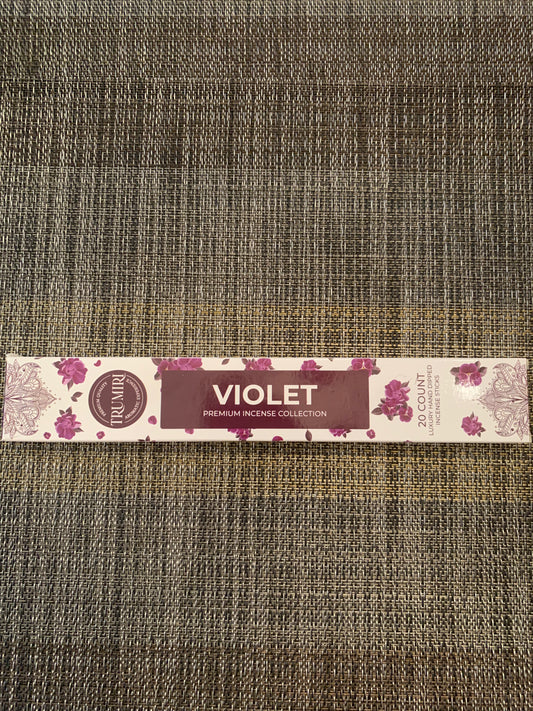 TRUMIRI
VIOLET
PREMIUM INCENSE COLLECTION
20 COUNT
LUXURY HAND DIPPED
INCENSE STICKS